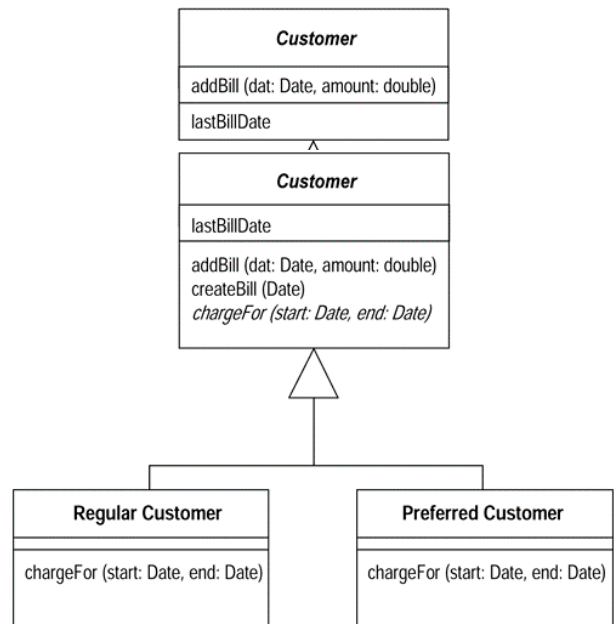 Customer
addBill (dat: Date, amount: double)
lastBillDate
Customer
lastBillDate
addBill (dat: Date, amount: double)
createBill (Date)
chargeFor (start: Date, end: Date)
Regular Customer
chargeFor (start: Date, end: Date)
Preferred Customer
chargeFor (start: Date, end: Date)